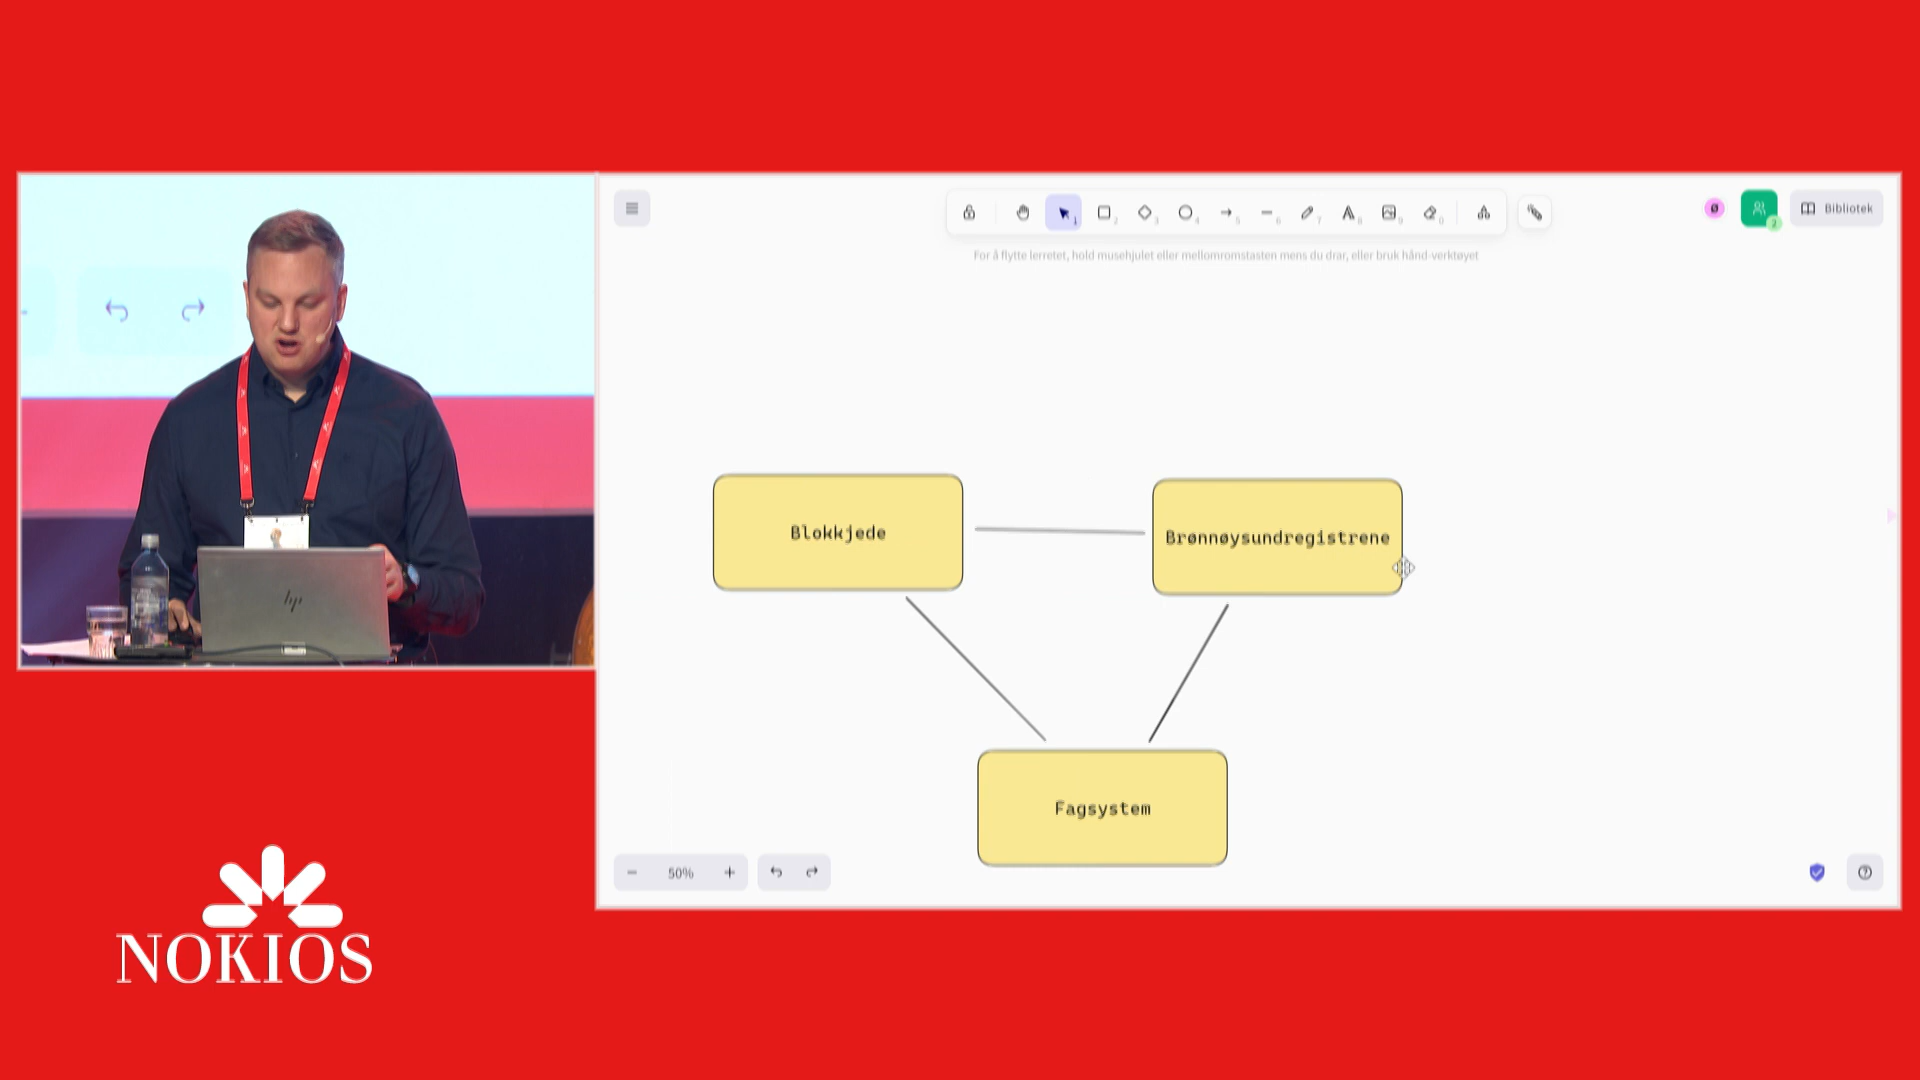 Bibliotek
For å flytte lerretet, hold musehjulet eller mellomromstasten mens du drar, eller bruk hånd-verktøyet
Blokkjede
Brønnøysundregistrene
Fagsystem
50%
hp
NOKIOS